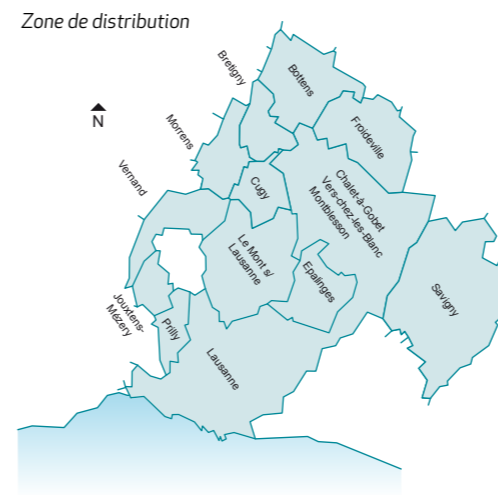 Zone de distribution
Bretigny
Bottens
N
Morrens
Froideville
Vernand
Cugy
Chalet-à-Gobet
Vers-chez-les-Blanc
Montblesson
Le Mont s/
Lausanne
Epalinges
Savigny
Jouxtens-
Mézery
Prilly
Lausanne